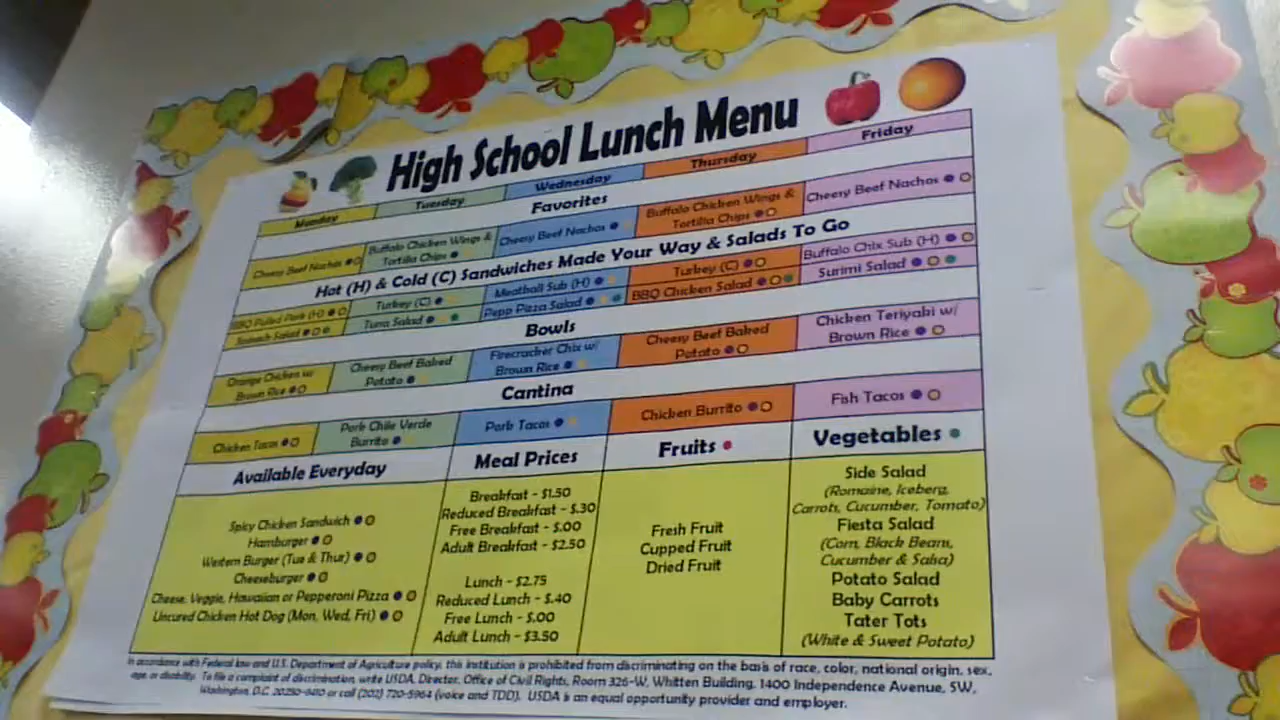 High School Lunch Menu
Monday Tuesday Wednesday Thursday Friday
Favorites
Cheesy Beef Nachos
Buffalo Chicken Wings &
Tortilla Chips
Cheesy Beef Nachos
Buffalo Chicken Wings &
Tortilla Chips
Cheesy Beef Nachos
Hot (H) & Cold (C) Sandwiches Made Your Way & Salads To Go
BBQ Pulled Pork (H)
Spinach Salad
Turkey (C)
Tuna Salad
Meatball Sub (H)
Pepp Pizza Salad
Turkey (C)
BBQ Chicken Salad
Buffalo Chix Sub (H)
Surimi Salad
Bowls
Orange Chicken w/
Brown Rice
Cheesy Beef Baked
Potato
Firecracker Chix w/
Brown Rice
Cheesy Beef Baked
Potato
Chicken Teriyaki w/
Brown Rice
Cantina
Chicken Tacos
Pork Chile Verde
Burrito
Pork Tacos
Chicken Burrito
Fish Tacos
Available Everyday
Spicy Chicken Sandwich
Hamburger
Western Burger (Tue & Thur)
Cheeseburger
Cheese, Veggie, Hawaiian or Pepperoni Pizza
Uncured Chicken Hot Dog (Mon, Wed, Fri)
Meal Prices
Breakfast - $1.50
Reduced Breakfast - $.30
Free Breakfast - $.00
Adult Breakfast - $2.50
Lunch - $2.75
Reduced Lunch - $.40
Free Lunch - $.00
Adult Lunch - $3.50
Fruits
Fresh Fruit
Cupped Fruit
Dried Fruit
Vegetables
Side Salad
(Romaine, Iceberg,
Carrots, Cucumber, Tomato)
Fiesta Salad
(Corn, Black Beans,
Cucumber & Salsa)
Potato Salad
Baby Carrots
Tater Tots
(White & Sweet Potato)
In accordance with Federal law and U.S. Department of Agriculture policy, this institution is prohibited from discriminating on the basis of race, color, national origin, sex,
age, or disability. To file a complaint of discrimination, write USDA, Director, Office of Civil Rights, Room 326-W, Whitten Building, 1400 Independence Avenue, SW,
Washington, D.C. 20250-9410 or call (202) 720-5964 (voice and TDD). USDA is an equal opportunity provider and employer.